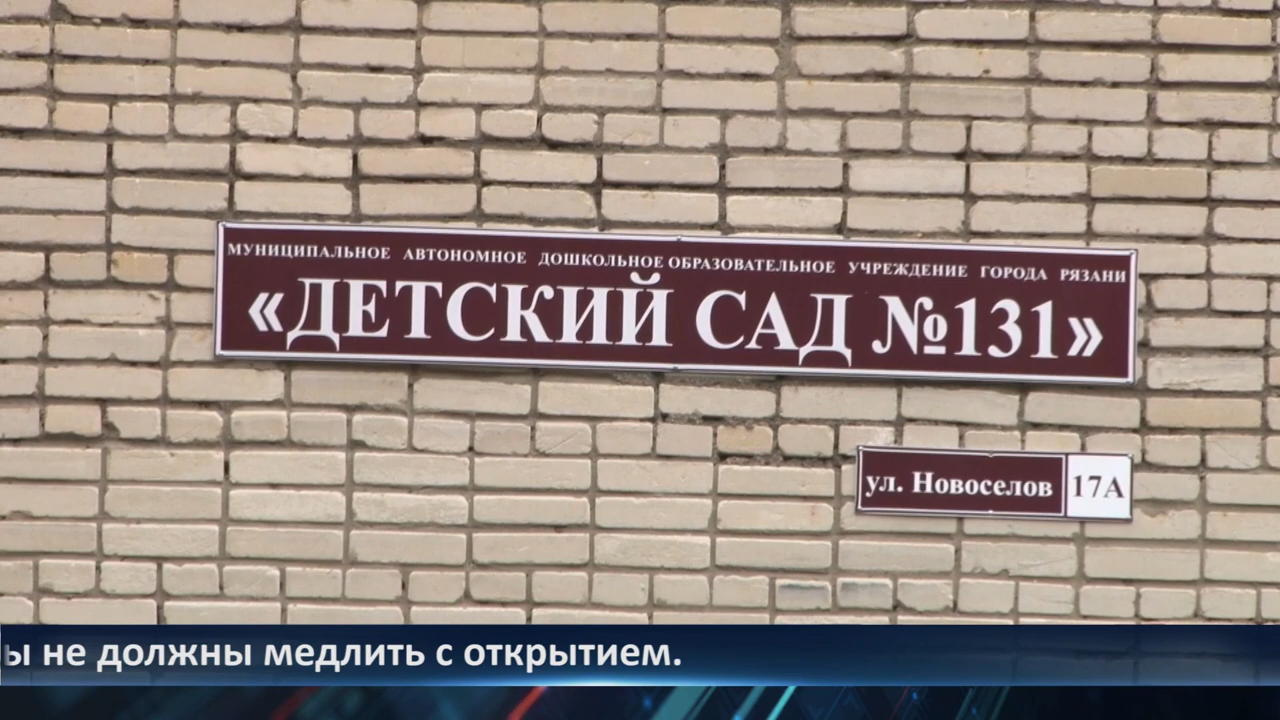 МУНИЦИПАЛЬНОЕ АВТОНОМНОЕ ДОШКОЛЬНОЕ ОБРАЗОВАТЕЛЬНОЕ УЧРЕЖДЕНИЕ ГОРОДА РЯЗАНИ
«ДЕТСКИЙ САД №131»
ул. Новоселов 17А
ы не должны медлить с открытием.